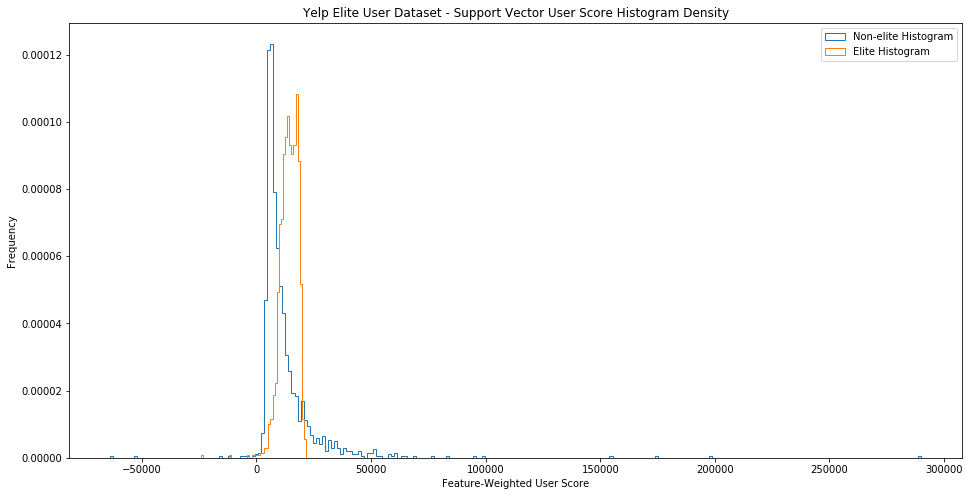 Yelp Elite User Dataset - Support Vector User Score Histogram Density
Non-elite Histogram
Elite Histogram
Frequency
0.00012
0.00010
0.00008
0.00006
0.00004
0.00002
0.00000
−50000 0 50000 100000 150000 200000 250000 300000
Feature-Weighted User Score